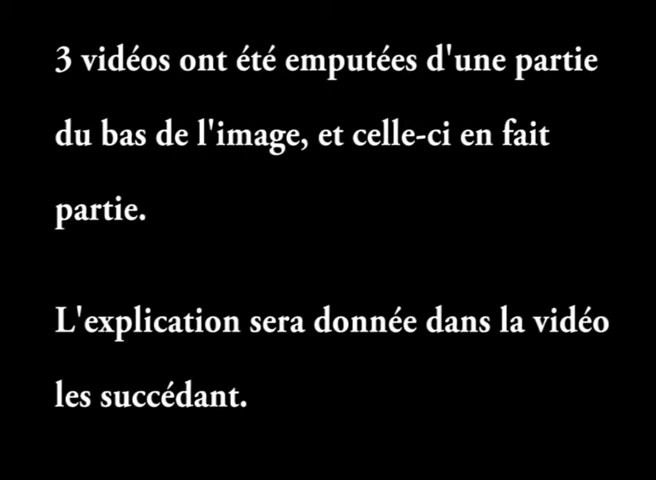 3 vidéos ont été emputées d'une partie
du bas de l'image, et celle-ci en fait
partie.
L'explication sera donnée dans la vidéo
les succédant.